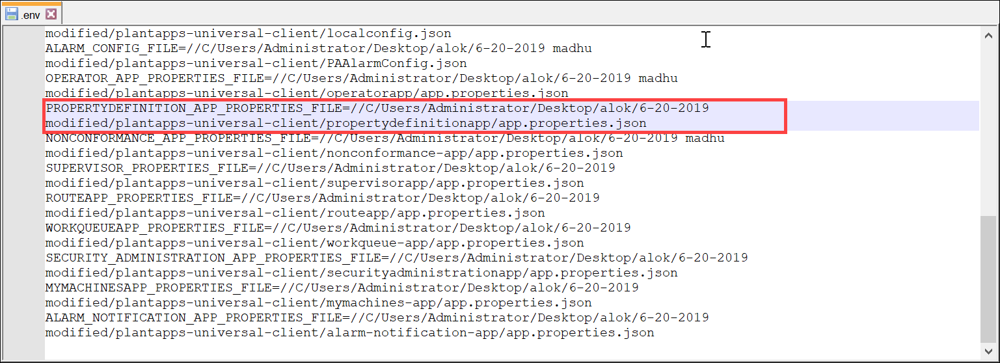 .env
modified/plantapps-universal-client/localconfig.json
ALARM_CONFIG_FILE=//C/Users/Administrator/Desktop/alok/6-20-2019 madhu
modified/plantapps-universal-client/PAAlarmConfig.json
OPERATOR_APP_PROPERTIES_FILE=//C/Users/Administrator/Desktop/alok/6-20-2019 madhu
modified/plantapps-universal-client/operatorapp/app.properties.json
PROPERTYDEFINITION_APP_PROPERTIES_FILE=//C/Users/Administrator/Desktop/alok/6-20-2019
modified/plantapps-universal-client/propertydefinitionapp/app.properties.json
NONCONFORMANCE_APP_PROPERTIES_FILE=//C/Users/Administrator/Desktop/alok/6-20-2019 madhu
modified/plantapps-universal-client/nonconformance-app/app.properties.json
SUPERVISOR_PROPERTIES_FILE=//C/Users/Administrator/Desktop/alok/6-20-2019
modified/plantapps-universal-client/supervisorapp/app.properties.json
ROUTEAPP_PROPERTIES_FILE=//C/Users/Administrator/Desktop/alok/6-20-2019
modified/plantapps-universal-client/routeapp/app.properties.json
WORKQUEUEAPP_PROPERTIES_FILE=//C/Users/Administrator/Desktop/alok/6-20-2019
modified/plantapps-universal-client/workqueue-app/app.properties.json
SECURITY_ADMINISTRATION_APP_PROPERTIES_FILE=//C/Users/Administrator/Desktop/alok/6-20-2019
modified/plantapps-universal-client/securityadministrationapp/app.properties.json
MYMACHINESAPP_PROPERTIES_FILE=//C/Users/Administrator/Desktop/alok/6-20-2019
modified/plantapps-universal-client/mymachines-app/app.properties.json
ALARM_NOTIFICATION_APP_PROPERTIES_FILE=//C/Users/Administrator/Desktop/alok/6-20-2019
modified/plantapps-universal-client/alarm-notification-app/app.properties.json